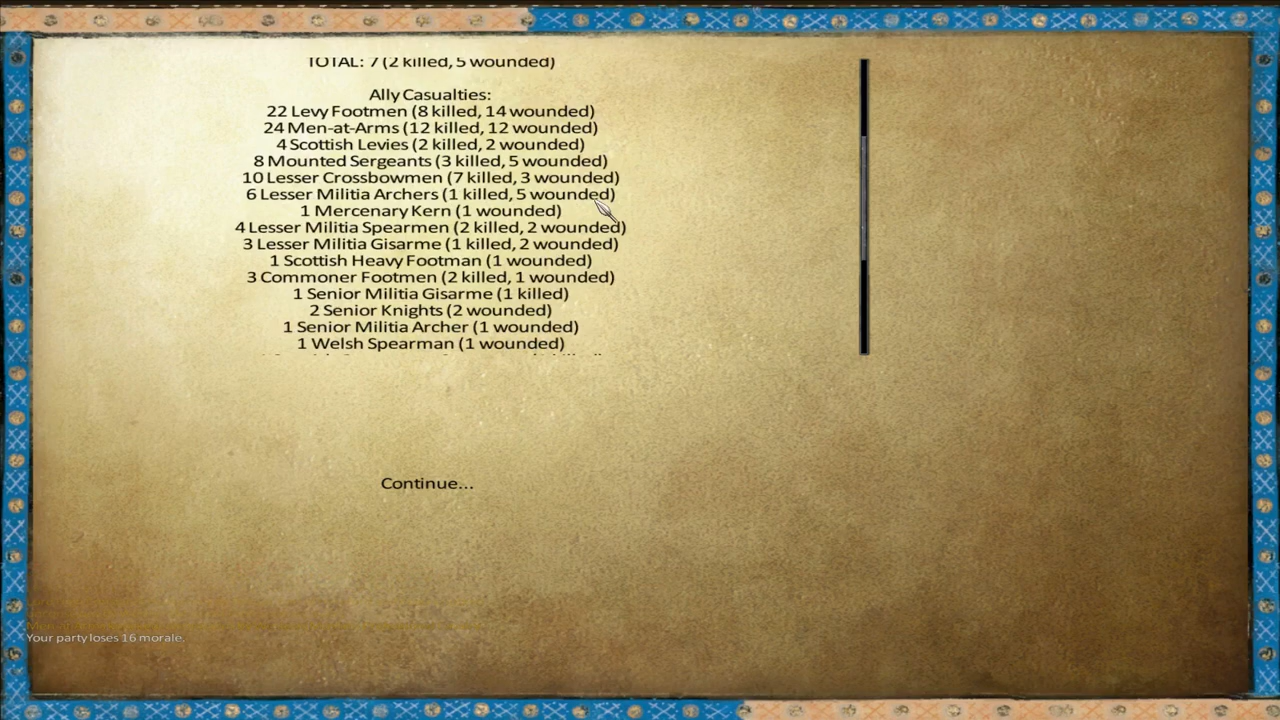 TOTAL: 7 (2 killed, 5 wounded)
Ally Casualties:
22 Levy Footmen (8 killed, 14 wounded)
24 Men-at-Arms (12 killed, 12 wounded)
4 Scottish Levies (2 killed, 2 wounded)
8 Mounted Sergeants (3 killed, 5 wounded)
10 Lesser Crossbowmen (7 killed, 3 wounded)
6 Lesser Militia Archers (1 killed, 5 wounded)
1 Mercenary Kern (1 wounded)
4 Lesser Militia Spearmen (2 killed, 2 wounded)
3 Lesser Militia Gisarme (1 killed, 2 wounded)
1 Scottish Heavy Footman (1 wounded)
3 Commoner Footmen (2 killed, 1 wounded)
1 Senior Militia Gisarme (1 killed)
2 Senior Knights (2 wounded)
1 Senior Militia Archer (1 wounded)
1 Welsh Spearman (1 wounded)
Continue...
Your party loses 16 morale.